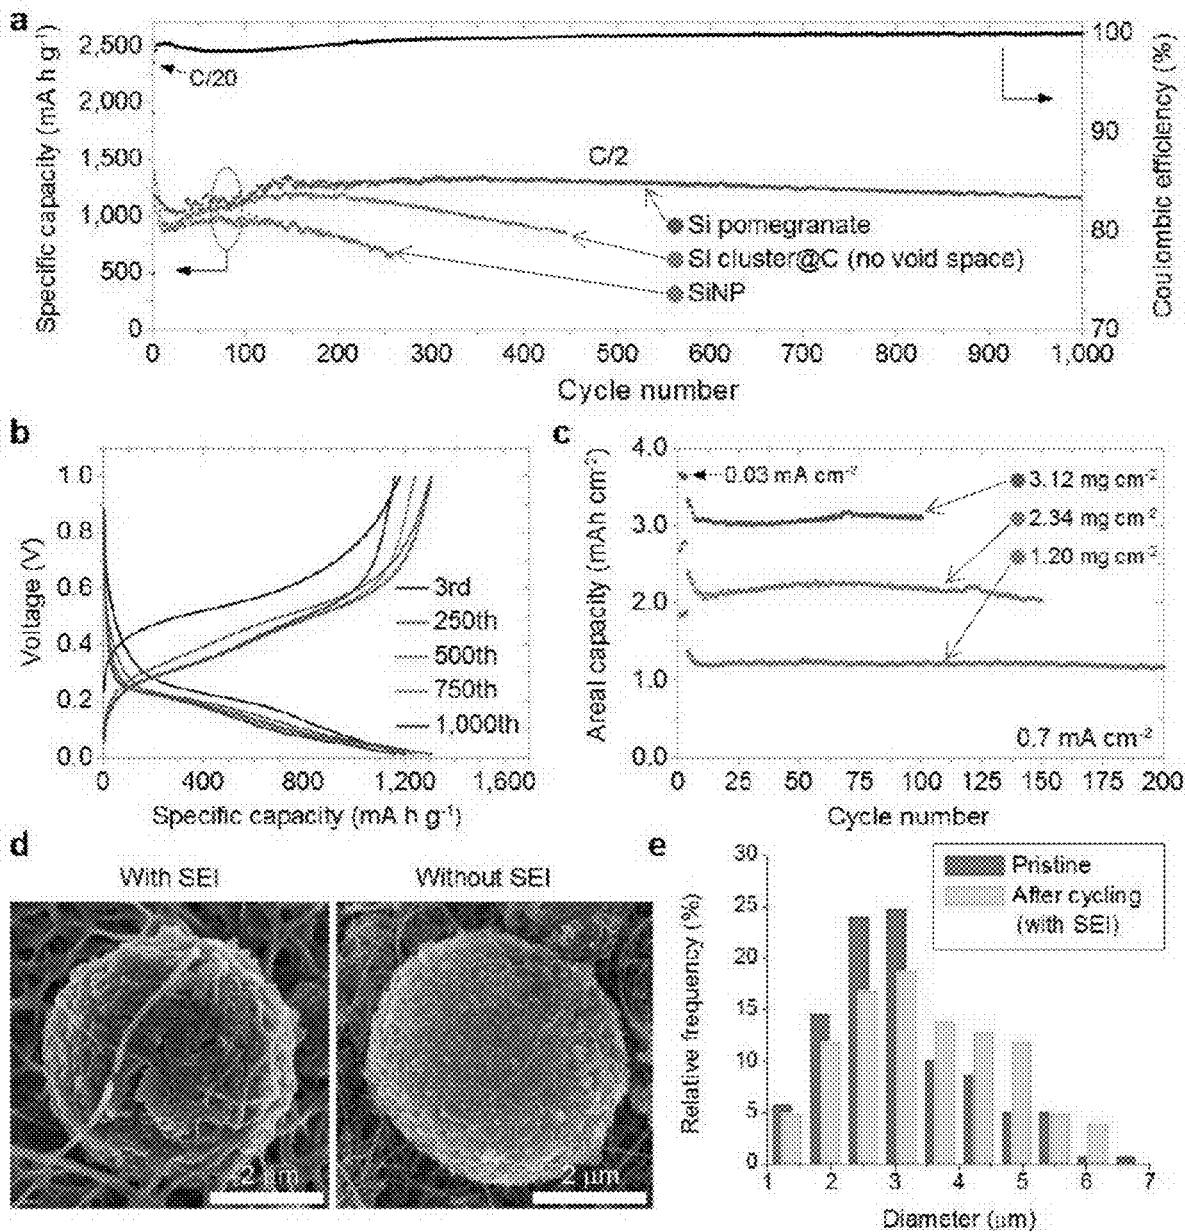 a
Specific capacity (mA h g⁻¹)
2,500
2,000
1,500
1,000
500
0
C/20
C/2
Si pomegranate
Si cluster@C (no void space)
SiNP
100
90
80
70
Coulombic efficiency (%)
0 100 200 300 400 500 600 700 800 900 1,000
Cycle number
b
Voltage (V)
1.0
0.8
0.6
0.4
0.2
0.0
3rd
250th
500th
750th
1,000th
0 400 800 1,200 1,600
Specific capacity (mA h g⁻¹)
c
Areal capacity (mAh cm⁻²)
4.0
3.0
2.0
1.0
0.0
0.03 mA cm⁻²
3.12 mg cm⁻²
2.34 mg cm⁻²
1.20 mg cm⁻²
0.7 mA cm⁻²
0 25 50 75 100 125 150 175 200
Cycle number
d
With SEI
Without SEI
2 μm
2 μm
e
Relative frequency (%)
30
25
20
15
10
5
0
Pristine
After cycling
(with SEI)
1 2 3 4 5 6 7
Diameter (μm)